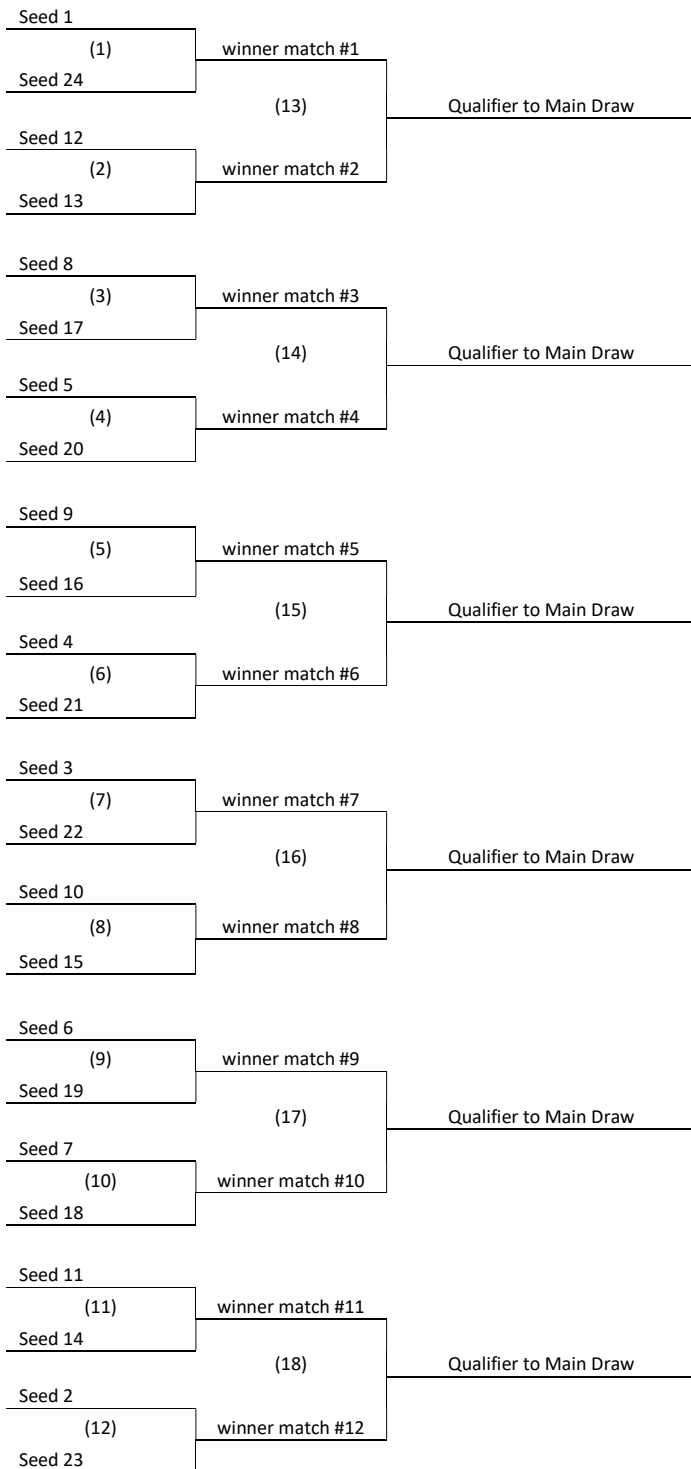 Seed 1
(1) winner match #1
Seed 24
(13) Qualifier to Main Draw
Seed 12
(2) winner match #2
Seed 13
Seed 8
(3) winner match #3
Seed 17
(14) Qualifier to Main Draw
Seed 5
(4) winner match #4
Seed 20
Seed 9
(5) winner match #5
Seed 16
(15) Qualifier to Main Draw
Seed 4
(6) winner match #6
Seed 21
Seed 3
(7) winner match #7
Seed 22
(16) Qualifier to Main Draw
Seed 10
(8) winner match #8
Seed 15
Seed 6
(9) winner match #9
Seed 19
(17) Qualifier to Main Draw
Seed 7
(10) winner match #10
Seed 18
Seed 11
(11) winner match #11
Seed 14
(18) Qualifier to Main Draw
Seed 2
(12) winner match #12
Seed 23